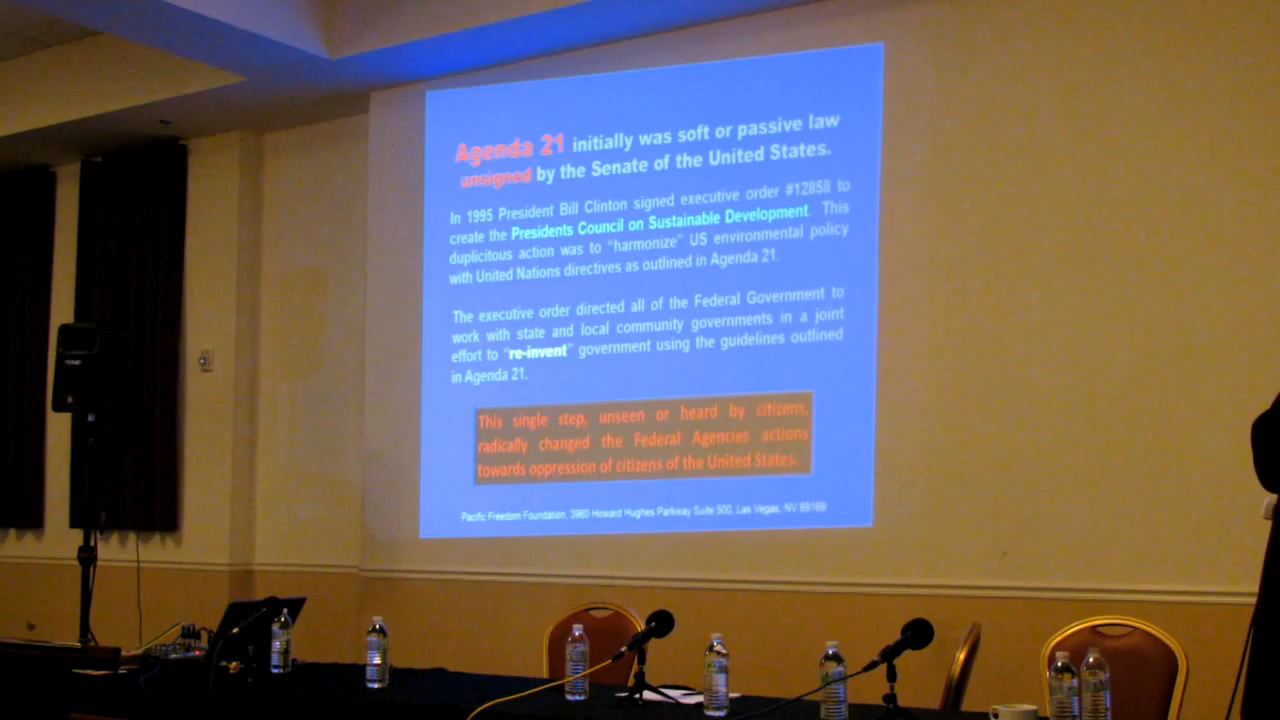 Agenda 21 initially was soft or passive law
unsigned by the Senate of the United States.
In 1995 President Bill Clinton signed executive order #12858 to
create the Presidents Council on Sustainable Development. This
duplicitous action was to “harmonize” US environmental policy
with United Nations directives as outlined in Agenda 21.
The executive order directed all of the Federal Government to
work with state and local community governments in a joint
effort to “re-invent” government using the guidelines outlined
in Agenda 21.
This single step, unseen or heard by citizens,
radically changed the Federal Agencies actions
towards oppression of citizens of the United States.
Pacific Freedom Foundation, 3960 Howard Hughes Parkway Suite 500, Las Vegas, NV 89169